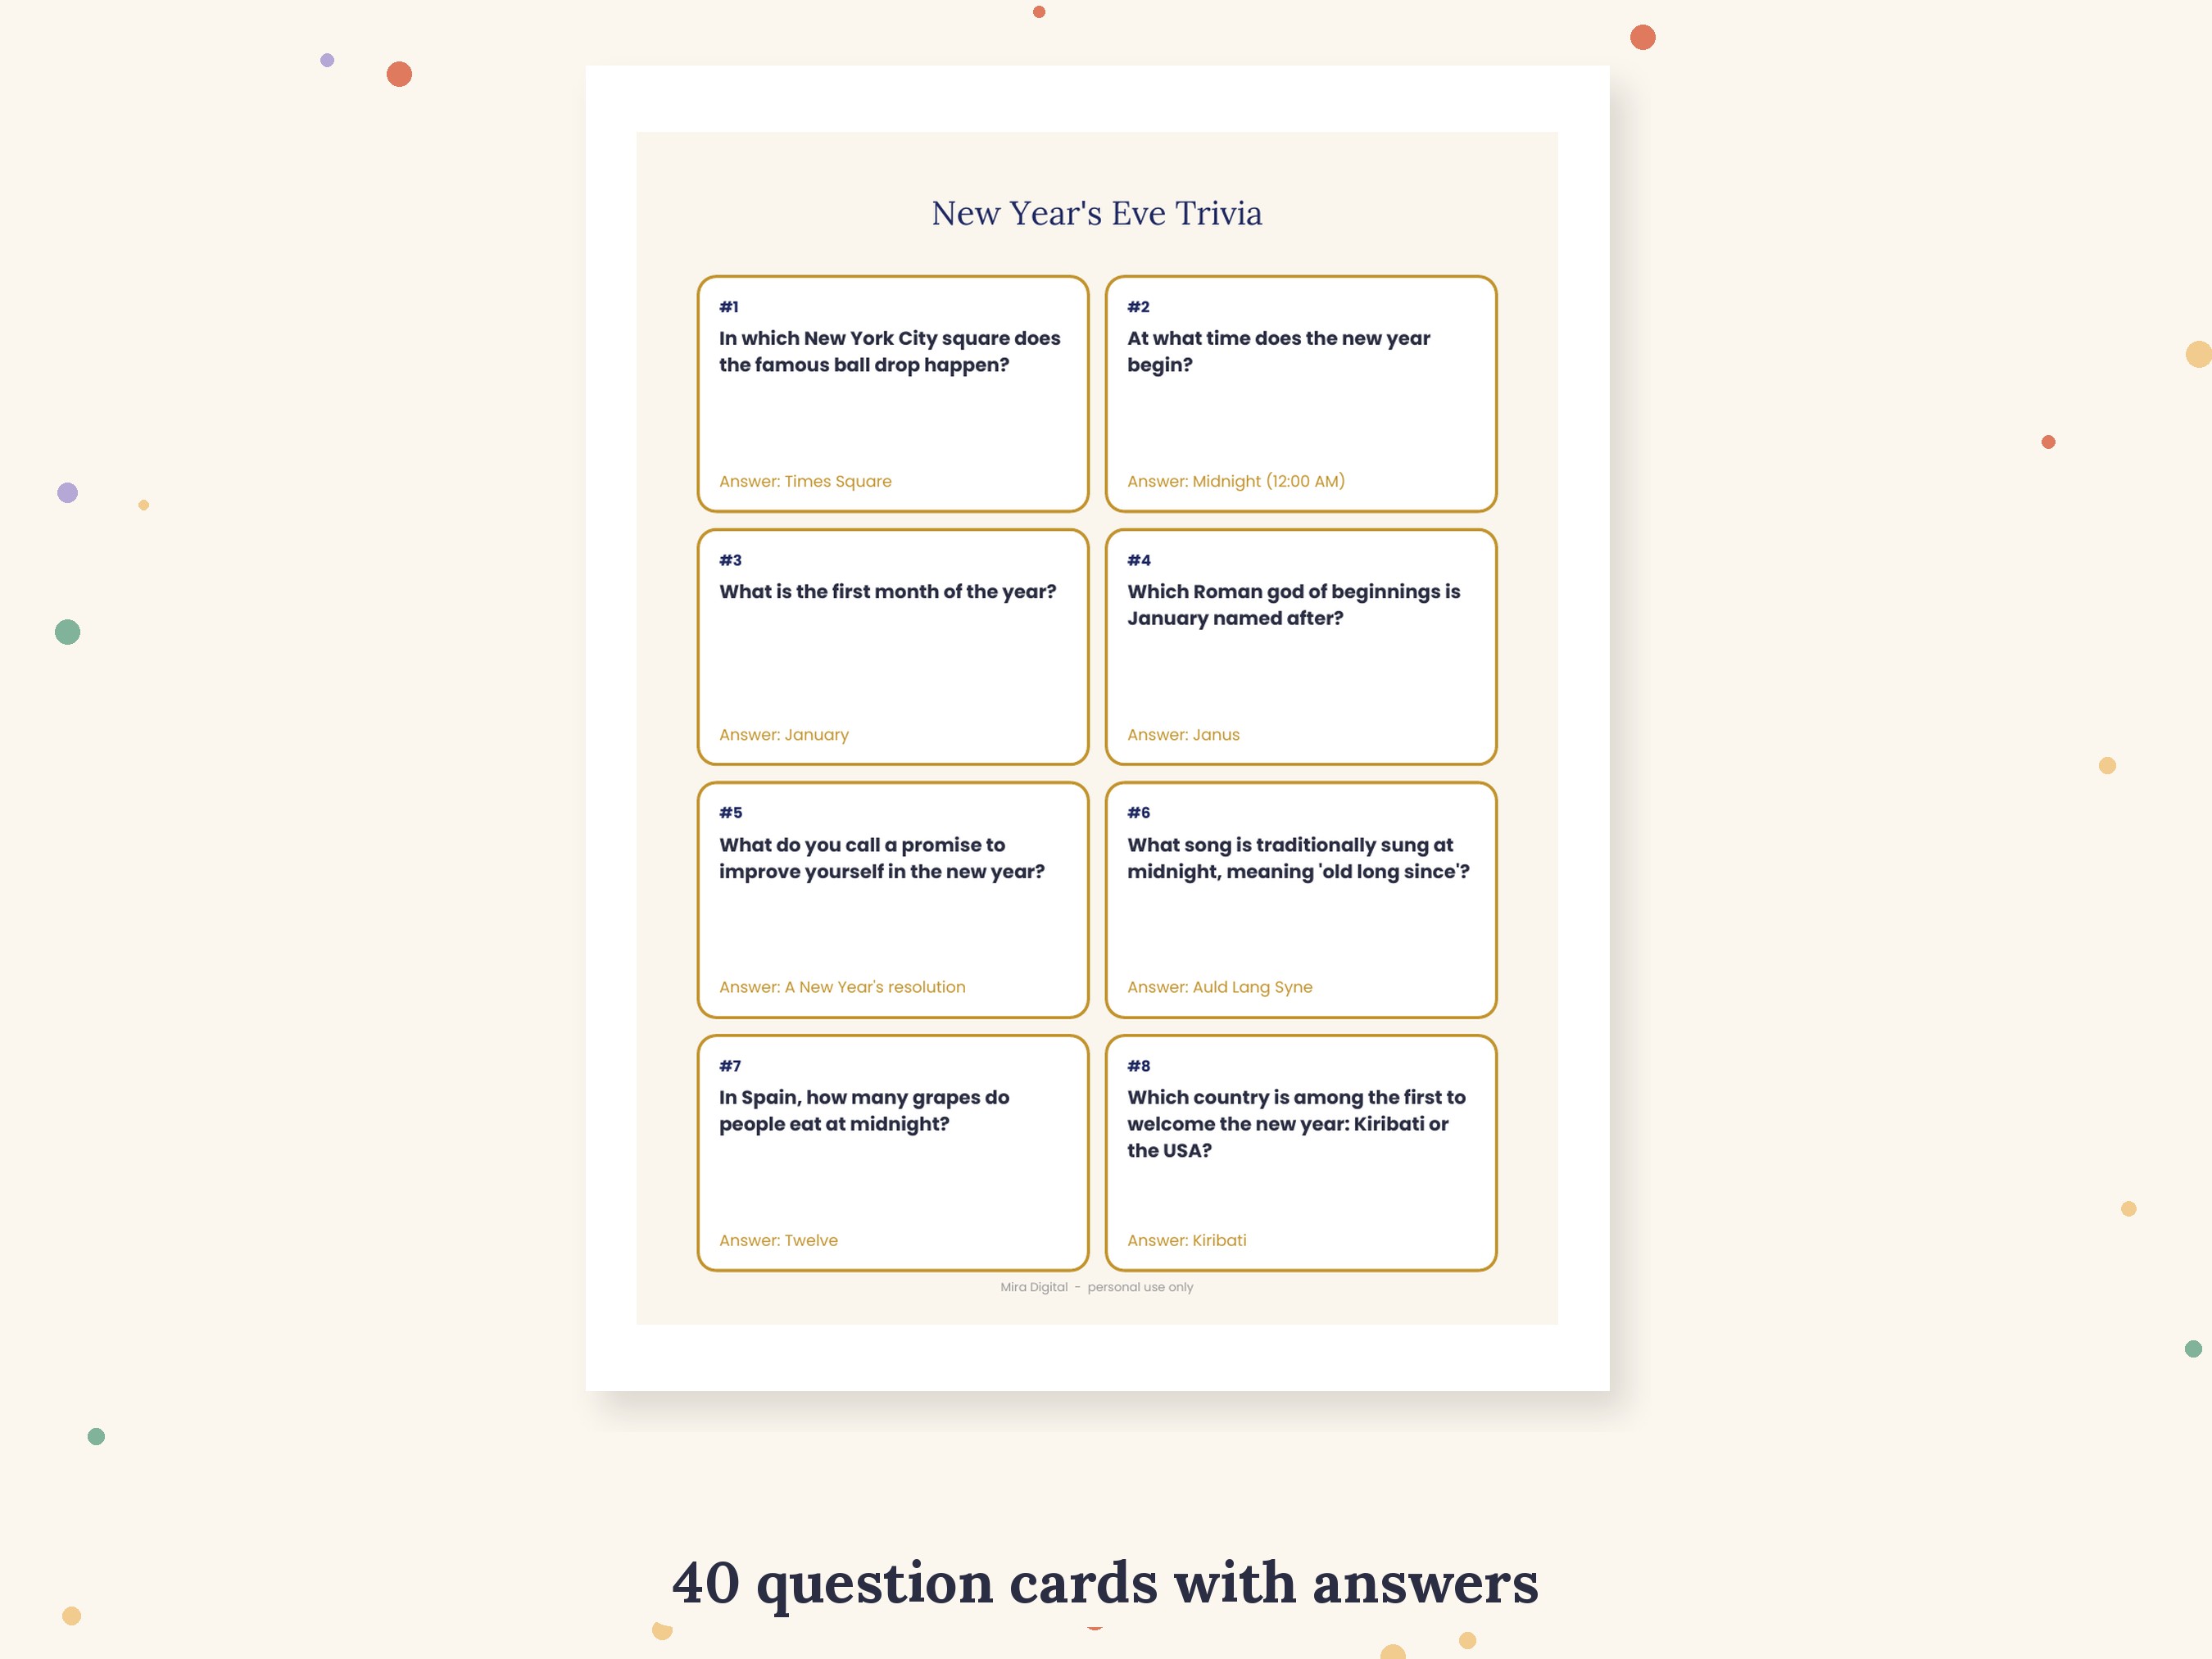 New Year's Eve Trivia
#1
In which New York City square does
the famous ball drop happen?
Answer: Times Square
#2
At what time does the new year
begin?
Answer: Midnight (12:00 AM)
#3
What is the first month of the year?
Answer: January
#4
Which Roman god of beginnings is
January named after?
Answer: Janus
#5
What do you call a promise to
improve yourself in the new year?
Answer: A New Year's resolution
#6
What song is traditionally sung at
midnight, meaning 'old long since'?
Answer: Auld Lang Syne
#7
In Spain, how many grapes do
people eat at midnight?
Answer: Twelve
#8
Which country is among the first to
welcome the new year: Kiribati or
the USA?
Answer: Kiribati
Mira Digital - personal use only
40 question cards with answers